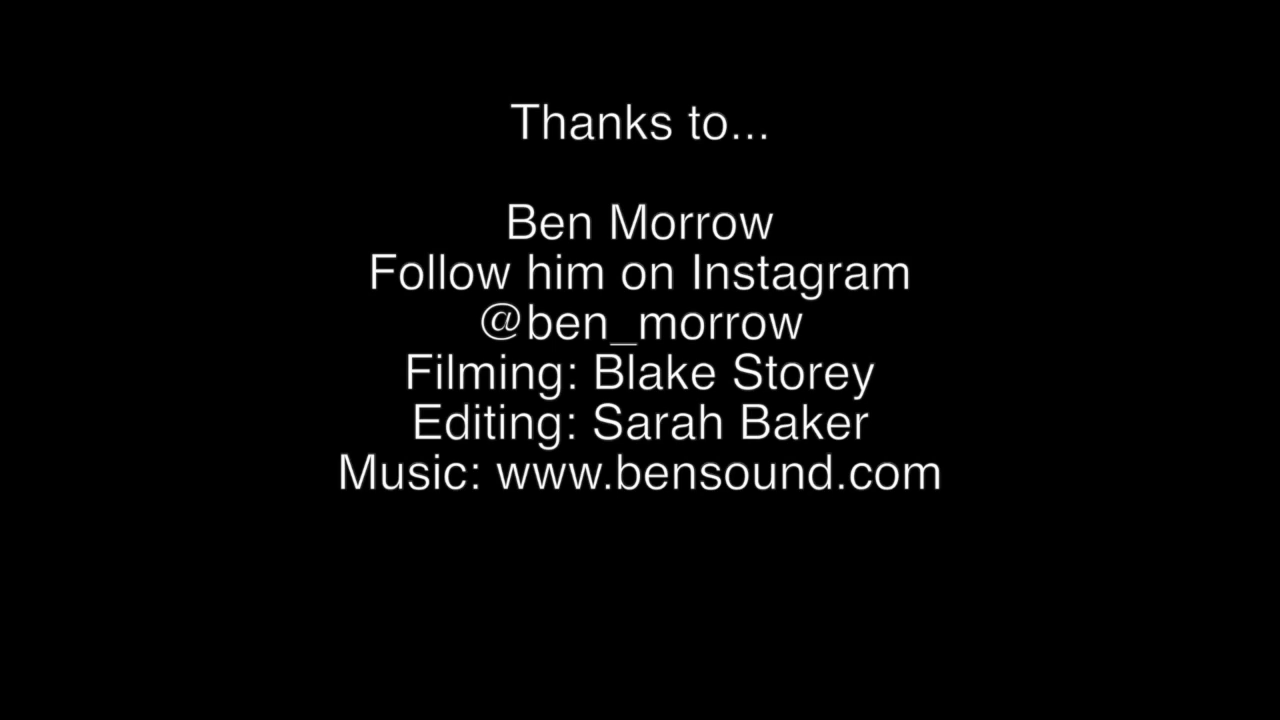 Thanks to...
Ben Morrow
Follow him on Instagram
@ben_morrow
Filming: Blake Storey
Editing: Sarah Baker
Music: www.bensound.com